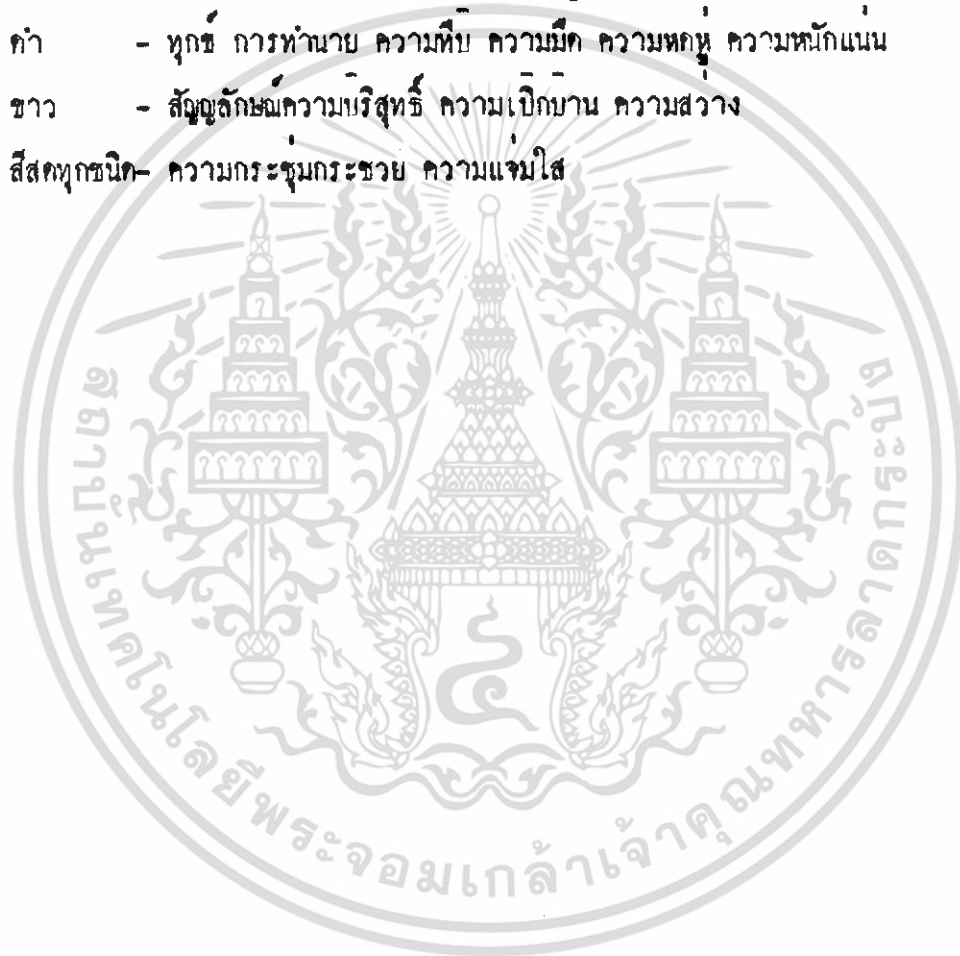 ดำ - ทุกข์ การทำนาย ความทึบ ความมืด ความหดหู่ ความหนักแน่น
ขาว - สัญญลักษณ์ความบริสุทธิ์ ความเบิกบาน ความสว่าง
สีสดทุกชนิด- ความกระชุ่มกระชวย ความแจ่มใส
สถาบันเทคโนโลยีพระจอมเกล้าเจ้าคุณทหารลาดกระบัง
๔